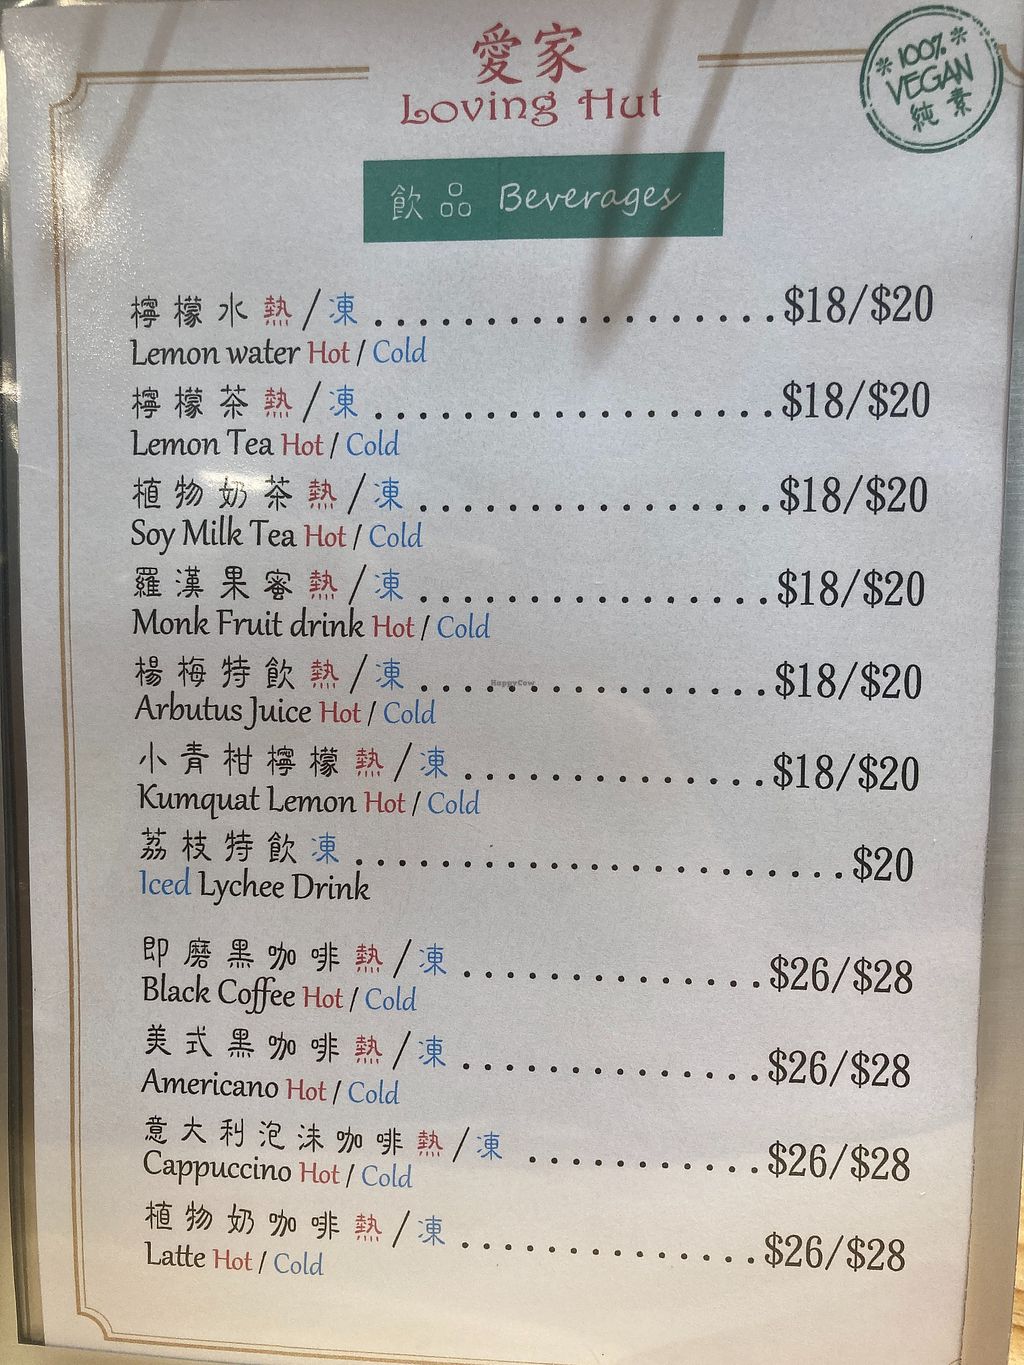 愛家
Loving Hut
100%
VEGAN
純素
飲品 Beverages
檸檬水熱/凍..................$18/$20
Lemon water Hot / Cold
檸檬茶熱/凍..................$18/$20
Lemon Tea Hot / Cold
植物奶茶熱/凍................$18/$20
Soy Milk Tea Hot / Cold
羅漢果蜜熱/凍................$18/$20
Monk Fruit drink Hot / Cold
HappyCow
楊梅特飲熱/凍................$18/$20
Arbutus Juice Hot / Cold
小青柑檸檬熱/凍..............$18/$20
Kumquat Lemon Hot / Cold
荔枝特飲凍......................$20
Iced Lychee Drink
即磨黑咖啡熱/凍..............$26/$28
Black Coffee Hot / Cold
美式黑咖啡熱/凍..............$26/$28
Americano Hot / Cold
意大利泡沫咖啡熱/凍...........$26/$28
Cappuccino Hot / Cold
植物奶咖啡熱/凍..............$26/$28
Latte Hot / Cold